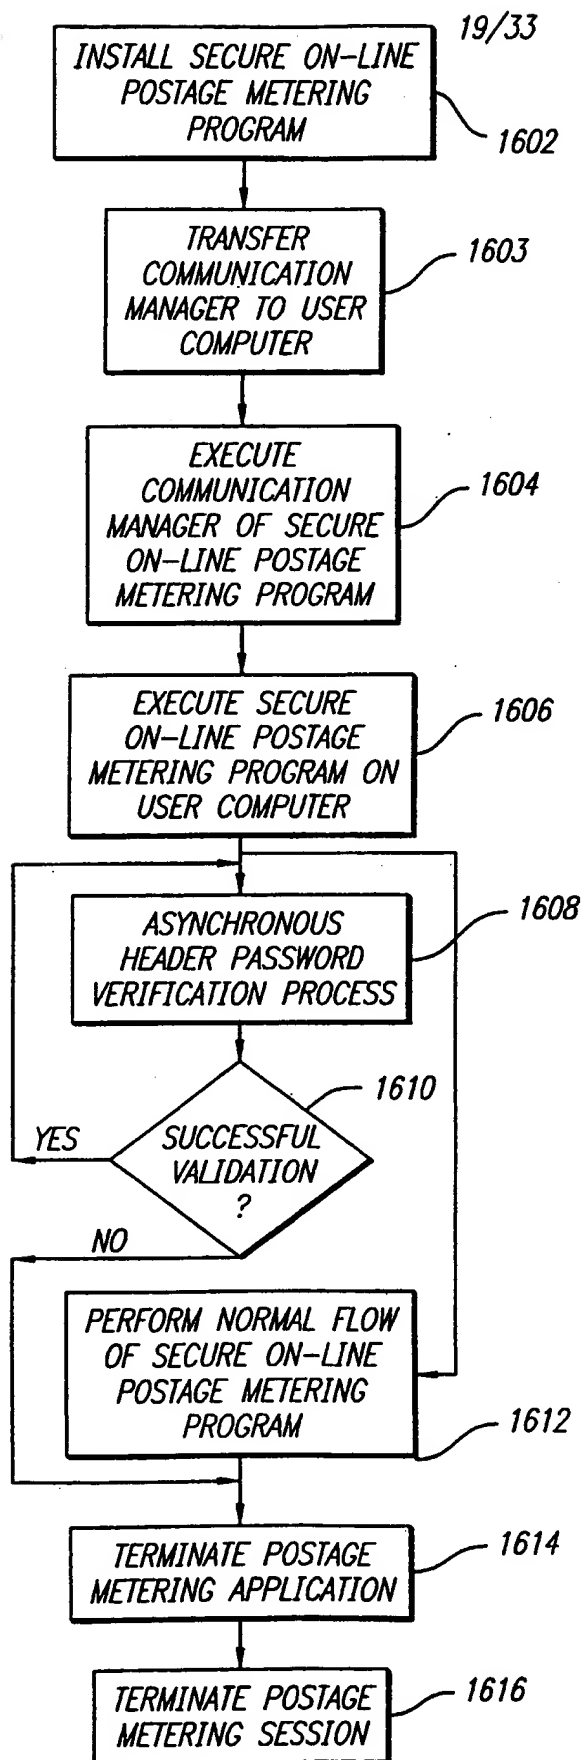 19/33
INSTALL SECURE ON-LINE
POSTAGE METERING
PROGRAM
1602
TRANSFER
COMMUNICATION
MANAGER TO USER
COMPUTER
1603
EXECUTE
COMMUNICATION
MANAGER OF SECURE
ON-LINE POSTAGE
METERING PROGRAM
1604
EXECUTE SECURE
ON-LINE POSTAGE
METERING PROGRAM ON
USER COMPUTER
1606
ASYNCHRONOUS
HEADER PASSWORD
VERIFICATION PROCESS
1608
SUCCESSFUL
VALIDATION
?
1610
YES
NO
PERFORM NORMAL FLOW
OF SECURE ON-LINE
POSTAGE METERING
PROGRAM
1612
TERMINATE POSTAGE
METERING APPLICATION
1614
TERMINATE POSTAGE
METERING SESSION
1616